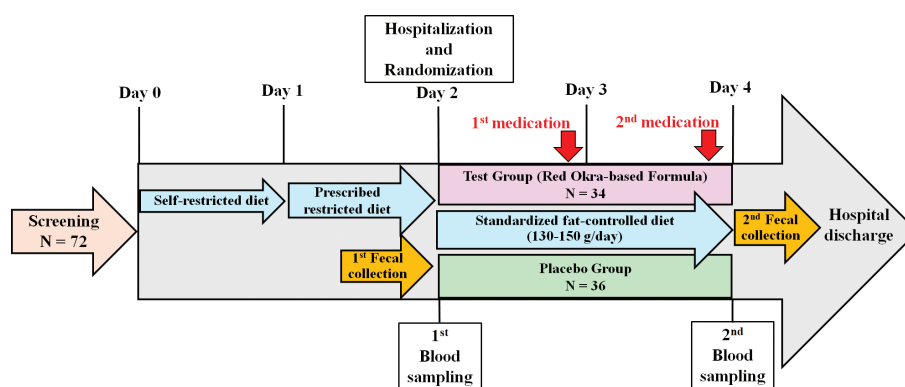 Hospitalization
and
Randomization
Day 0
Day 1
Day 2
Day 3
Day 4
1st medication
2nd medication
Test Group (Red Okra-based Formula)
N = 34
Screening
N = 72
Self-restricted diet
Prescribed
restricted diet
Standardized fat-controlled diet
(130-150 g/day)
2nd Fecal
collection
Hospital
discharge
1st Fecal
collection
Placebo Group
N = 36
1st
Blood
sampling
2nd
Blood
sampling